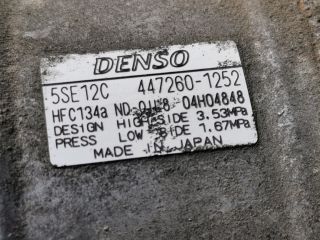 DENSO
5SE12C 447260-1252
HFC134a ND-OIL8 04H04848
DESIGN HIGH SIDE 3.53MPa
PRESS LOW SIDE 1.67MPa
MADE IN JAPAN